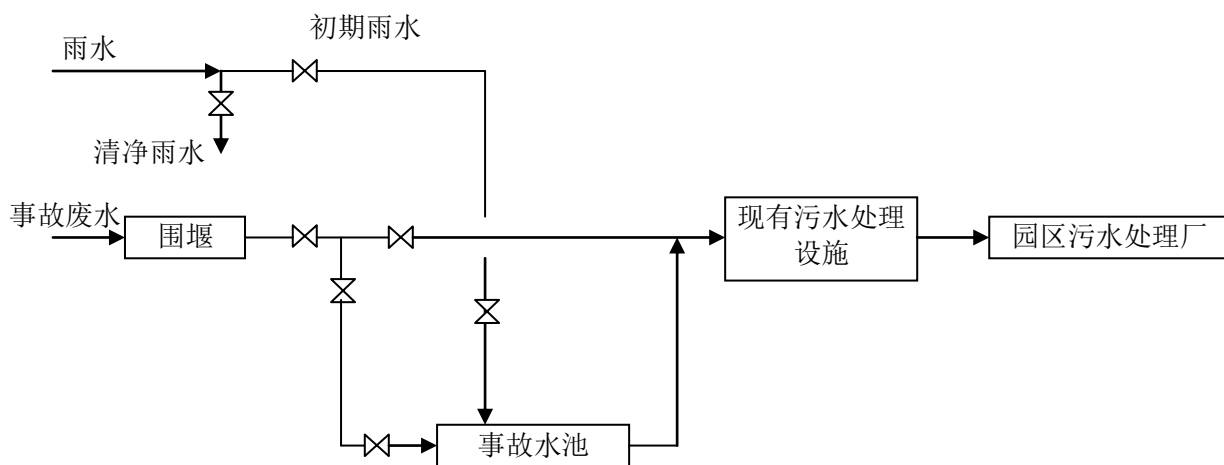 初期雨水
雨水
清净雨水
事故废水
围堰
现有污水处理
设施
园区污水处理厂
事故水池